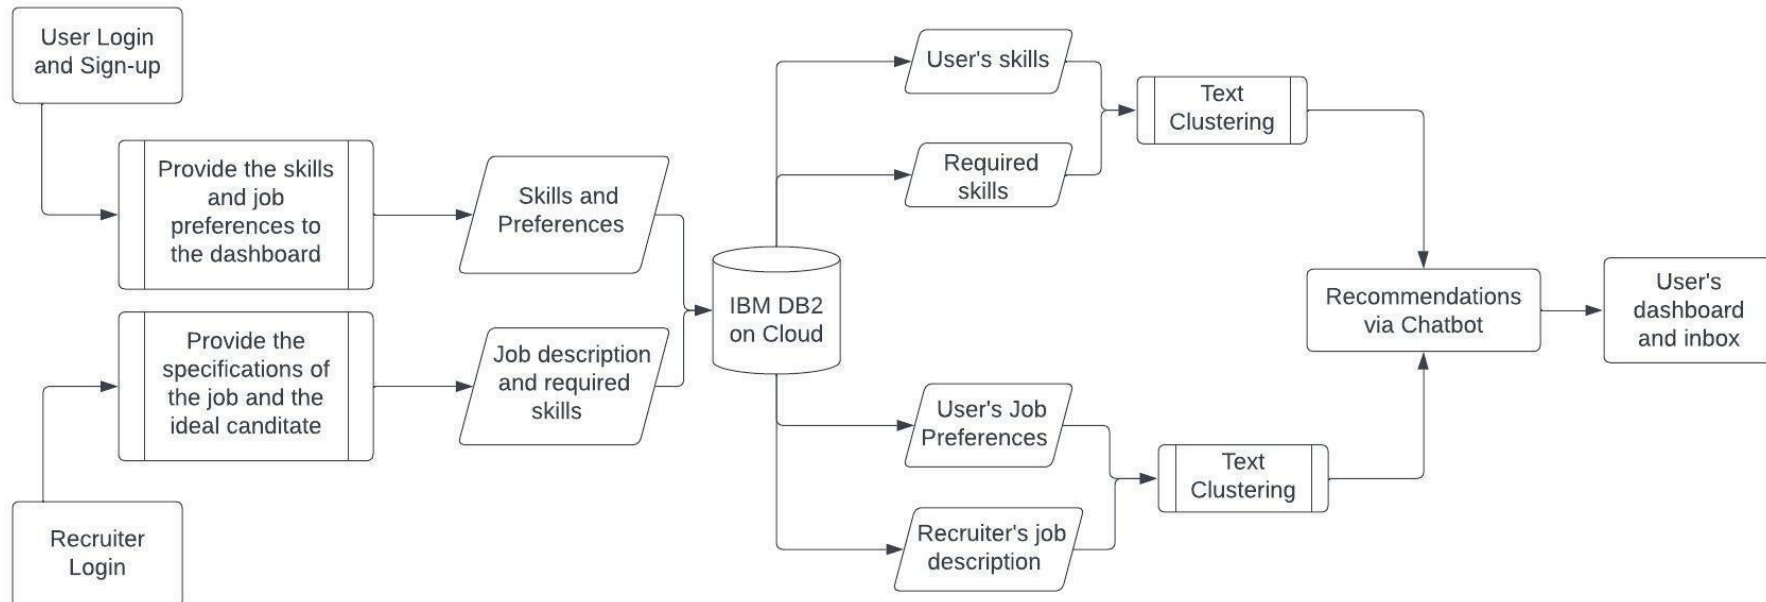 User Login
and Sign-up
Provide the skills
and job
preferences to
the dashboard
Skills and
Preferences
Provide the
specifications of
the job and the
ideal canditate
Job description
and required
skills
Recruiter
Login
IBM DB2
on Cloud
User's skills
Required
skills
Text
Clustering
User's Job
Preferences
Recruiter's job
description
Text
Clustering
Recommendations
via Chatbot
User's
dashboard
and inbox